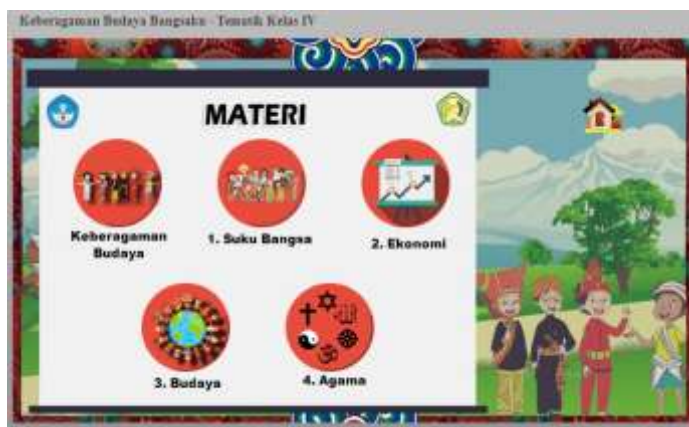 Keberagaman Budaya Bangsaku - Tematik Kelas IV
MATERI
Keberagaman
Budaya
1. Suku Bangsa
2. Ekonomi
3. Budaya
4. Agama